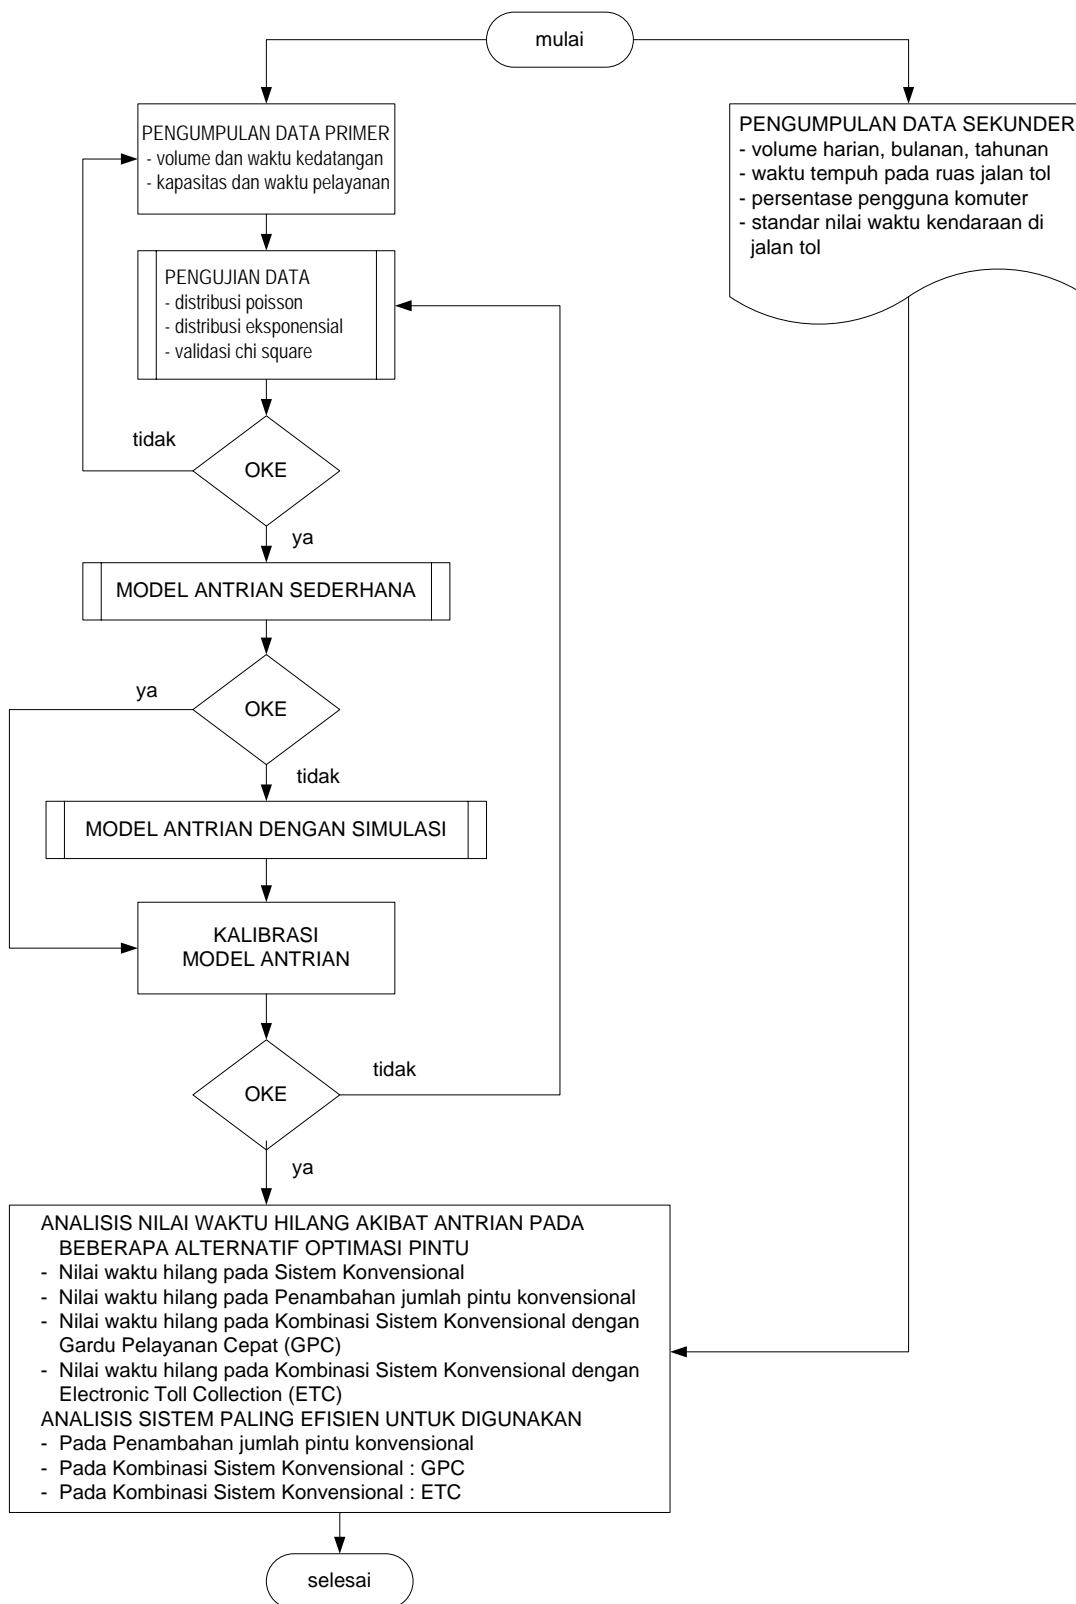 mulai
PENGUMPULAN DATA PRIMER
- volume dan waktu kedatangan
- kapasitas dan waktu pelayanan
PENGUMPULAN DATA SEKUNDER
- volume harian, bulanan, tahunan
- waktu tempuh pada ruas jalan tol
- persentase pengguna komuter
- standar nilai waktu kendaraan di
jalan tol
PENGUJIAN DATA
- distribusi poisson
- distribusi eksponensial
- validasi chi square
tidak
OKE
ya
MODEL ANTRIAN SEDERHANA
ya
OKE
tidak
MODEL ANTRIAN DENGAN SIMULASI
KALIBRASI
MODEL ANTRIAN
OKE
tidak
ya
ANALISIS NILAI WAKTU HILANG AKIBAT ANTRIAN PADA
BEBERAPA ALTERNATIF OPTIMASI PINTU
- Nilai waktu hilang pada Sistem Konvensional
- Nilai waktu hilang pada Penambahan jumlah pintu konvensional
- Nilai waktu hilang pada Kombinasi Sistem Konvensional dengan
Gardu Pelayanan Cepat (GPC)
- Nilai waktu hilang pada Kombinasi Sistem Konvensional dengan
Electronic Toll Collection (ETC)
ANALISIS SISTEM PALING EFISIEN UNTUK DIGUNAKAN
- Pada Penambahan jumlah pintu konvensional
- Pada Kombinasi Sistem Konvensional : GPC
- Pada Kombinasi Sistem Konvensional : ETC
selesai